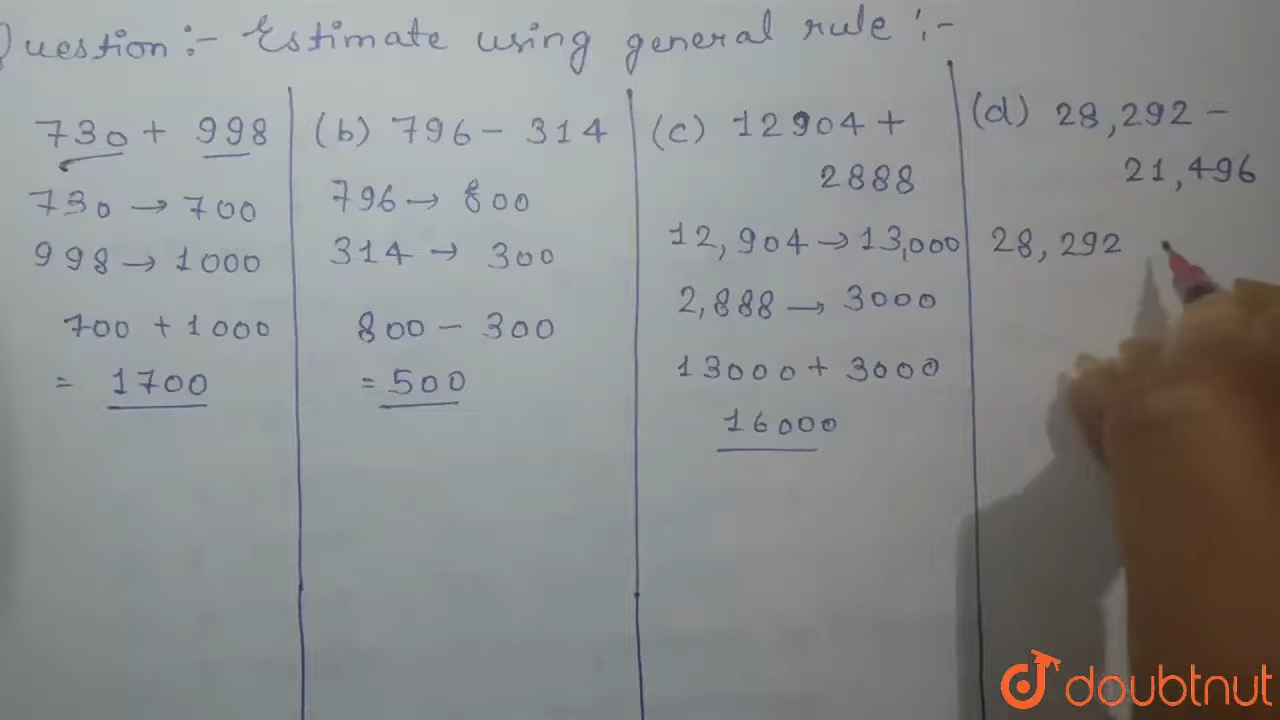 Question :- Estimate using general rule :-
730 + 998
730 → 700
998 → 1000
700 + 1000
= 1700
(b) 796 - 314
796 → 800
314 → 300
800 - 300
= 500
(c) 12904 +
2888
12,904 → 13,000
2,888 → 3000
13000 + 3000
16000
(d) 28,292 -
21,496
28,292
doubtnut